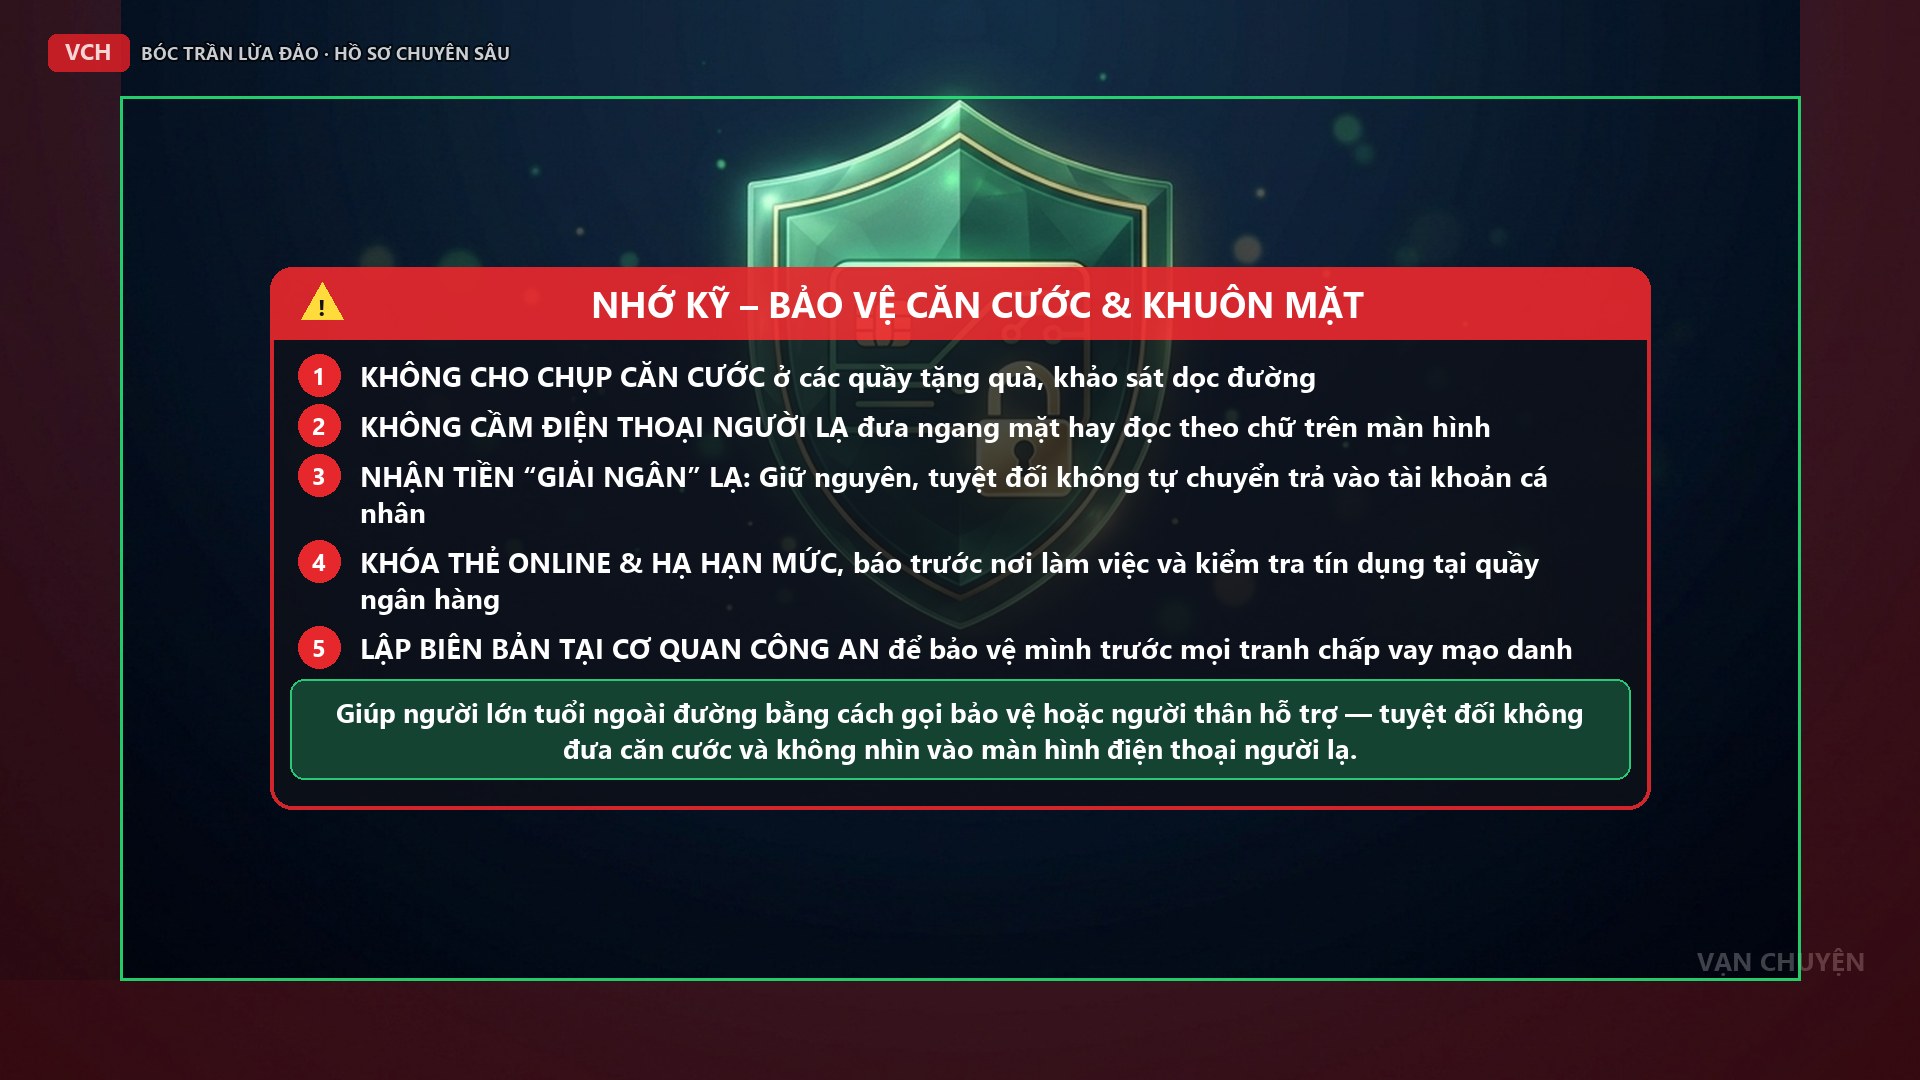 VCH BÓC TRẦN LỪA ĐẢO · HỒ SƠ CHUYÊN SÂU
! NHỚ KỸ – BẢO VỆ CĂN CƯỚC & KHUÔN MẶT
1 KHÔNG CHO CHỤP CĂN CƯỚC ở các quầy tặng quà, khảo sát dọc đường
2 KHÔNG CẦM ĐIỆN THOẠI NGƯỜI LẠ đưa ngang mặt hay đọc theo chữ trên màn hình
3 NHẬN TIỀN “GIẢI NGÂN” LẠ: Giữ nguyên, tuyệt đối không tự chuyển trả vào tài khoản cá
nhân
4 KHÓA THẺ ONLINE & HẠ HẠN MỨC, báo trước nơi làm việc và kiểm tra tín dụng tại quầy
ngân hàng
5 LẬP BIÊN BẢN TẠI CƠ QUAN CÔNG AN để bảo vệ mình trước mọi tranh chấp vay mạo danh
Giúp người lớn tuổi ngoài đường bằng cách gọi bảo vệ hoặc người thân hỗ trợ — tuyệt đối không
đưa căn cước và không nhìn vào màn hình điện thoại người lạ.
VẠN CHUYỆN